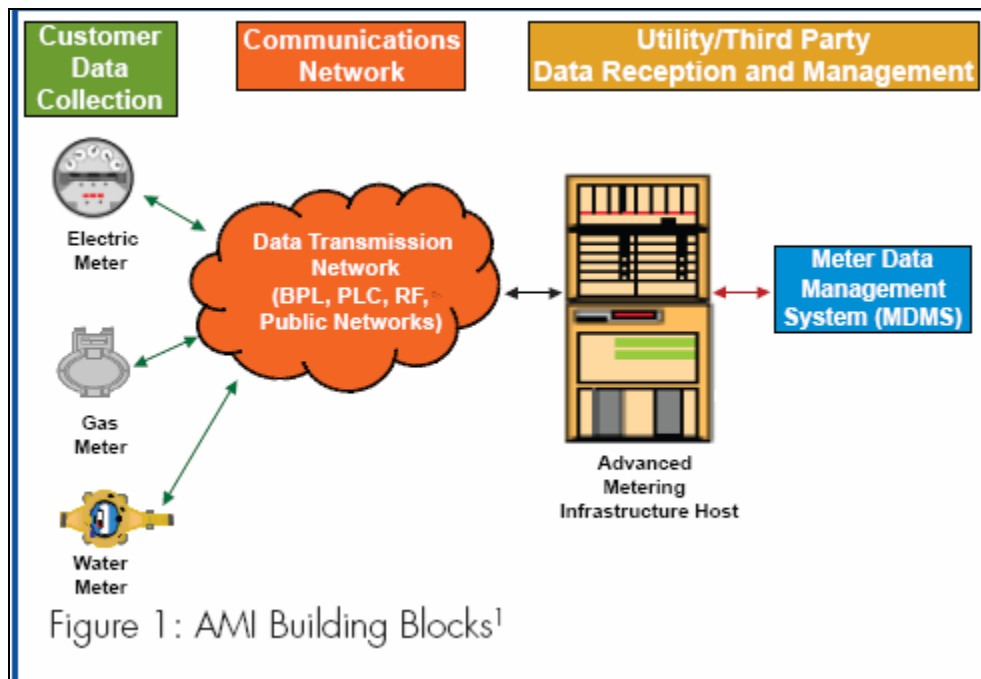 Customer
Data
Collection
Communications
Network
Utility/Third Party
Data Reception and Management
Electric
Meter
Data Transmission
Network
(BPL, PLC, RF,
Public Networks)
Meter Data
Management
System (MDMS)
Gas
Meter
Advanced
Metering
Infrastructure Host
Water
Meter
Figure 1: AMI Building Blocks¹